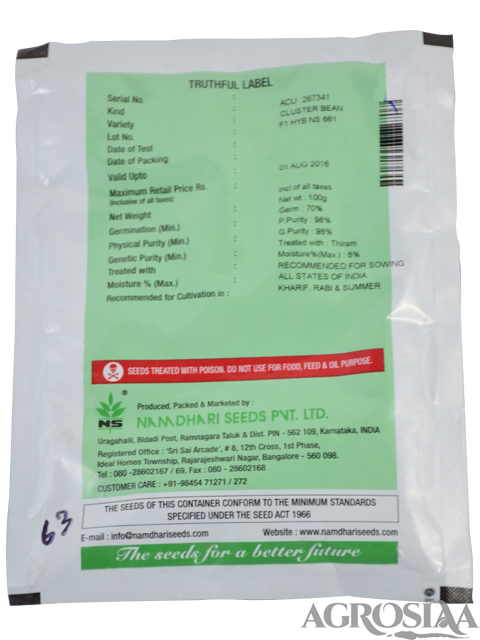 TRUTHFUL LABEL
Serial No. : ACU 267341
Kind : CLUSTER BEAN
Variety : F1 HYB NS 661
Lot No. :
Date of Test :
Date of Packing :
Valid Upto : 01 AUG 2016
Maximum Retail Price Rs. : incl of all taxes
(Inclusive of all taxes)
Net Weight : Net wt : 100g
Germination (Min.) : Germ : 70%
Physical Purity (Min.) : P.Purity : 98%
Genetic Purity (Min.) : G.Purity : 98%
Treated with : Treated with : Thiram
Moisture % (Max.) : Moisture%(Max.) : 8%
Recommended for Cultivation in : RECOMMENDED FOR SOWING
ALL STATES OF INDIA
KHARIF, RABI & SUMMER
SEEDS TREATED WITH POISON. DO NOT USE FOR FOOD, FEED & OIL PURPOSE.
NS ®
Produced, Packed & Marketed by :
NAMDHARI SEEDS PVT. LTD.
Uragahalli, Bidadi Post, Ramnagara Taluk & Dist. PIN - 562 109, Karnataka, INDIA
Registered Office : 'Sri Sai Arcade', # 8, 12th Cross, 1st Phase,
Ideal Homes Township, Rajarajeshwari Nagar, Bangalore - 560 098.
Tel : 080 -28602167 / 69, Fax : 080 - 28602168
CUSTOMER CARE : +91-98454 71271 / 272
THE SEEDS OF THIS CONTAINER CONFORM TO THE MINIMUM STANDARDS
SPECIFIED UNDER THE SEED ACT 1966
E-mail : info@namdhariseeds.com Website : www.namdhariseeds.com
The seeds for a better future
63
AGROSIAA